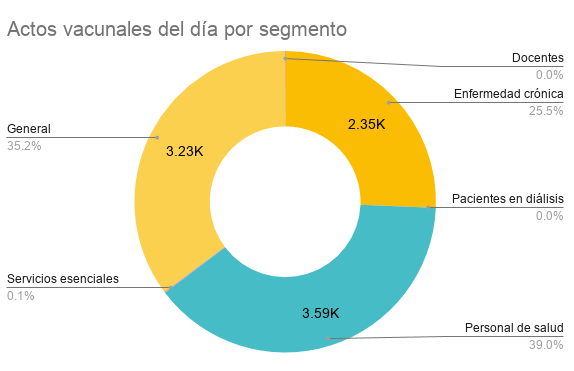 Actos vacunales del día por segmento
Docentes
0.0%
Enfermedad crónica
25.5%
2.35K
General
35.2%
3.23K
Pacientes en diálisis
0.0%
Servicios esenciales
0.1%
3.59K
Personal de salud
39.0%